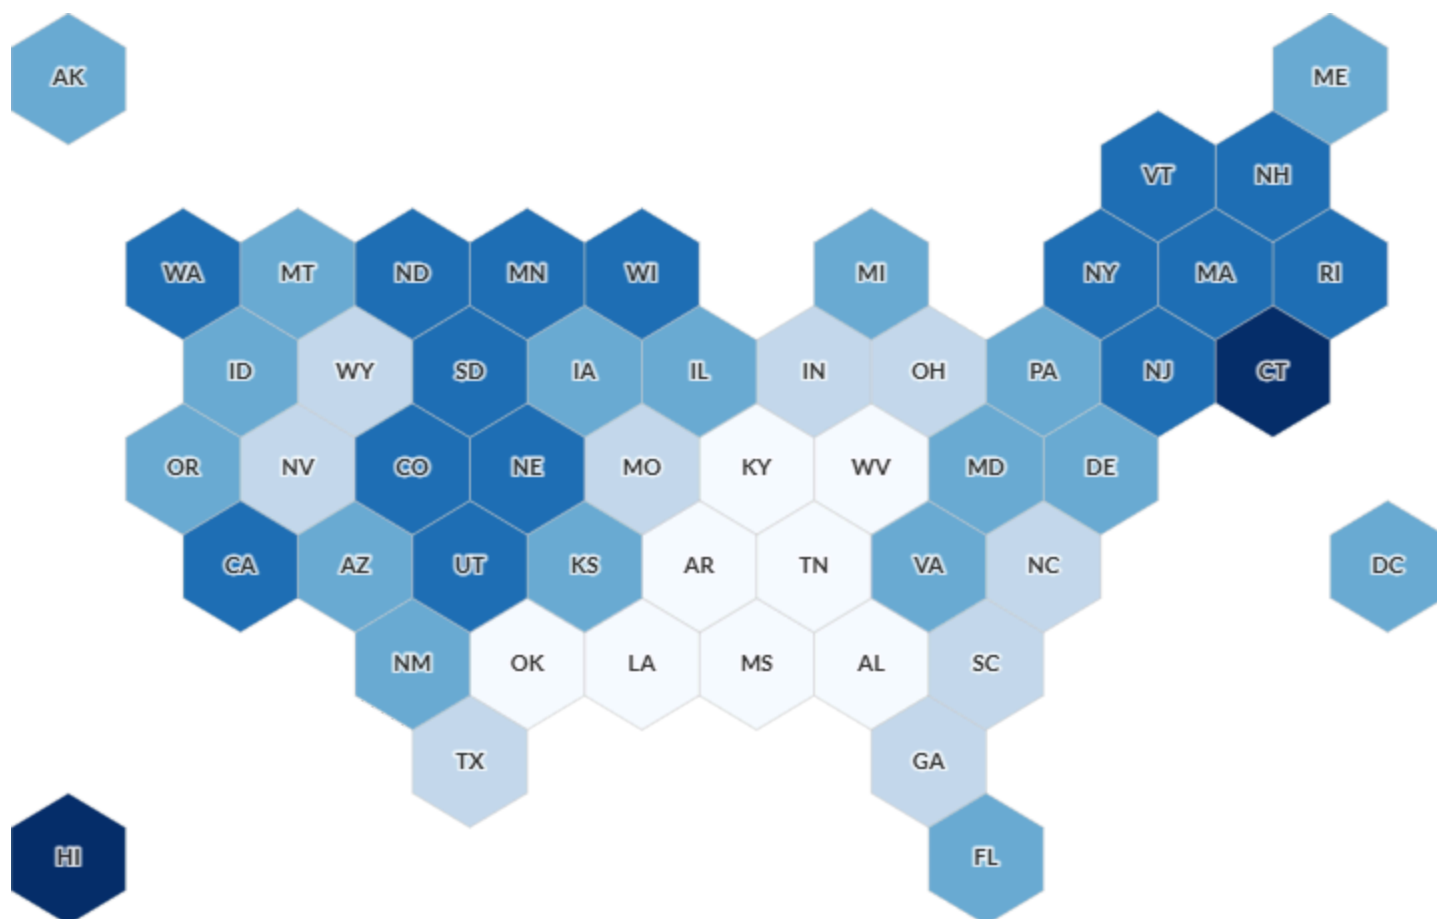 AK ME
VT NH
WA MT ND MN WI MI NY MA RI
ID WY SD IA IL IN OH PA NJ CT
OR NV CO NE MO KY WV MD DE
CA AZ UT KS AR TN VA NC DC
NM OK LA MS AL SC
TX GA
HI FL